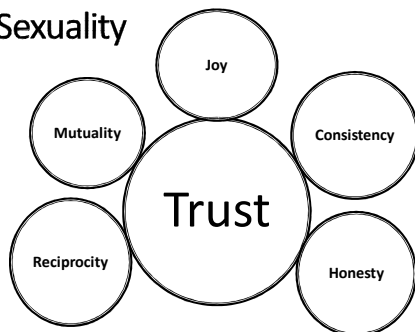 Sexuality
Joy
Mutuality
Consistency
Trust
Reciprocity
Honesty